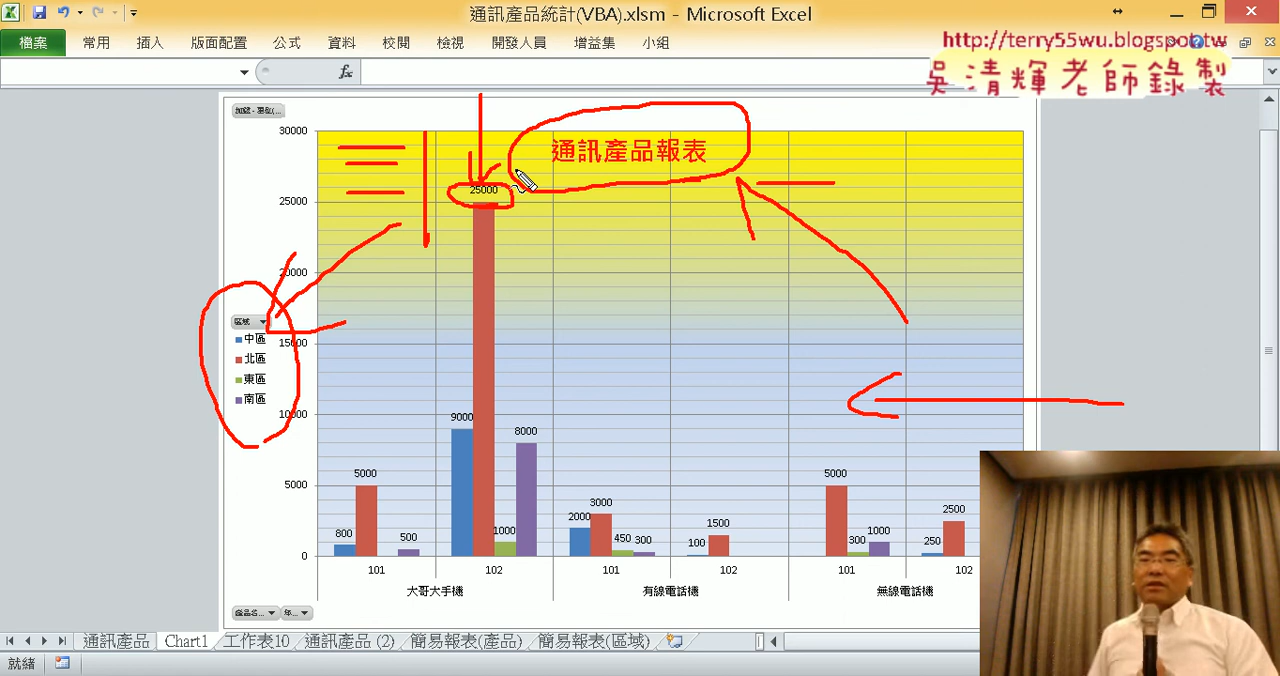 通訊產品統計(VBA).xlsm - Microsoft Excel
檔案 常用 插入 版面配置 公式 資料 校閱 檢視 開發人員 增益集 小組
http://terry55wu.blogspot.tw
吳清輝老師錄製
fx
通訊產品報表
30000
25000
20000
15000
10000
5000
0
區域
中區
北區
東區
南區
800 5000 500
9000 25000 1000 8000
2000 3000 450 300
100 1500
5000 300 1000
250 2500
101 102 101 102 101 102
大哥大手機 有線電話機 無線電話機
產品名... 年...
通訊產品 Chart1 工作表10 通訊產品 (2) 簡易報表(產品) 簡易報表(區域)
就緒